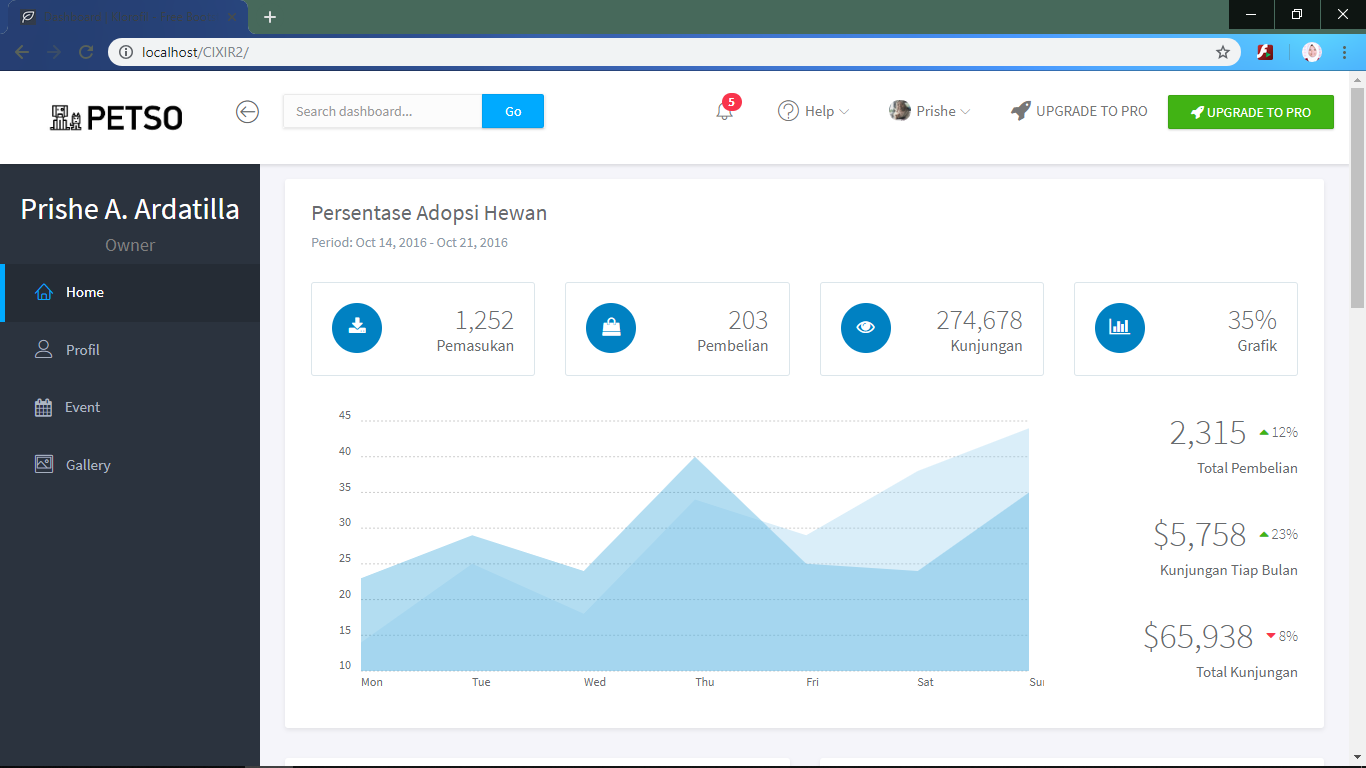 localhost/CIXIR2/
PETSO
Search dashboard...
Go
5
Help
Prishe
UPGRADE TO PRO
UPGRADE TO PRO
Prishe A. Ardatilla
Owner
Home
Profil
Event
Gallery
Persentase Adopsi Hewan
Period: Oct 14, 2016 - Oct 21, 2016
1,252
Pemasukan
203
Pembelian
274,678
Kunjungan
35%
Grafik
45
40
35
30
25
20
15
10
Mon Tue Wed Thu Fri Sat Sun
2,315 12%
Total Pembelian
$5,758 23%
Kunjungan Tiap Bulan
$65,938 8%
Total Kunjungan